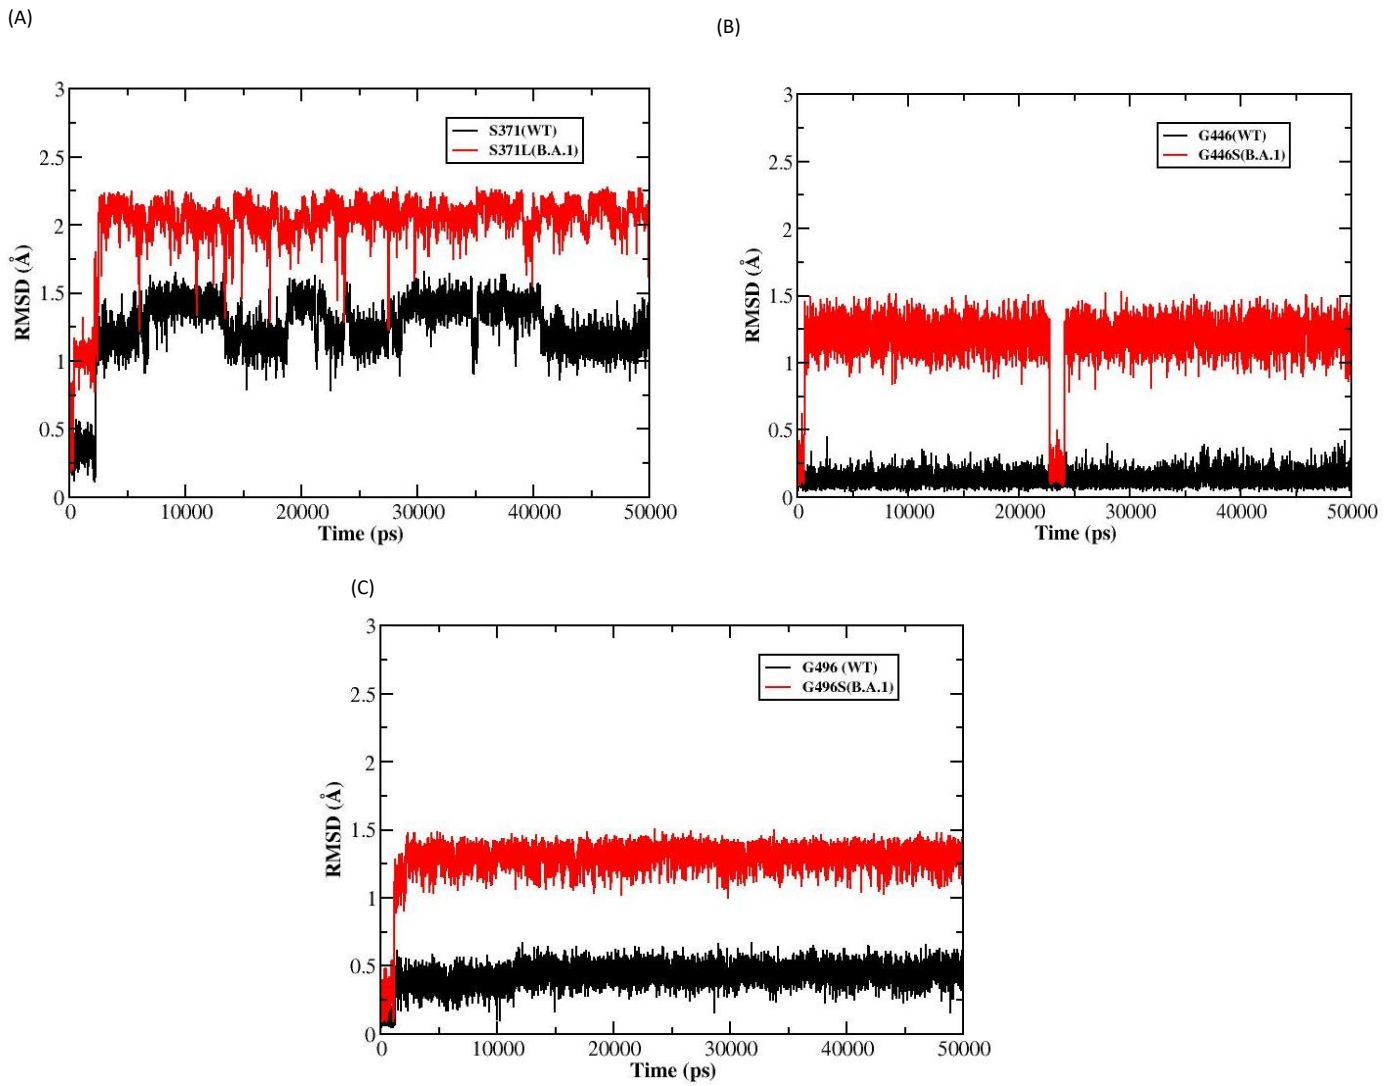 (A)
3
2.5
2
1.5
1
0.5
0
RMSD (Å)
S371(WT)
S371L(B.A.1)
0 10000 20000 30000 40000 50000
Time (ps)
(B)
3
2.5
2
1.5
1
0.5
0
RMSD (Å)
G446(WT)
G446S(B.A.1)
0 10000 20000 30000 40000 50000
Time (ps)
(C)
3
2.5
2
1.5
1
0.5
0
RMSD (Å)
G496 (WT)
G496S(B.A.1)
0 10000 20000 30000 40000 50000
Time (ps)